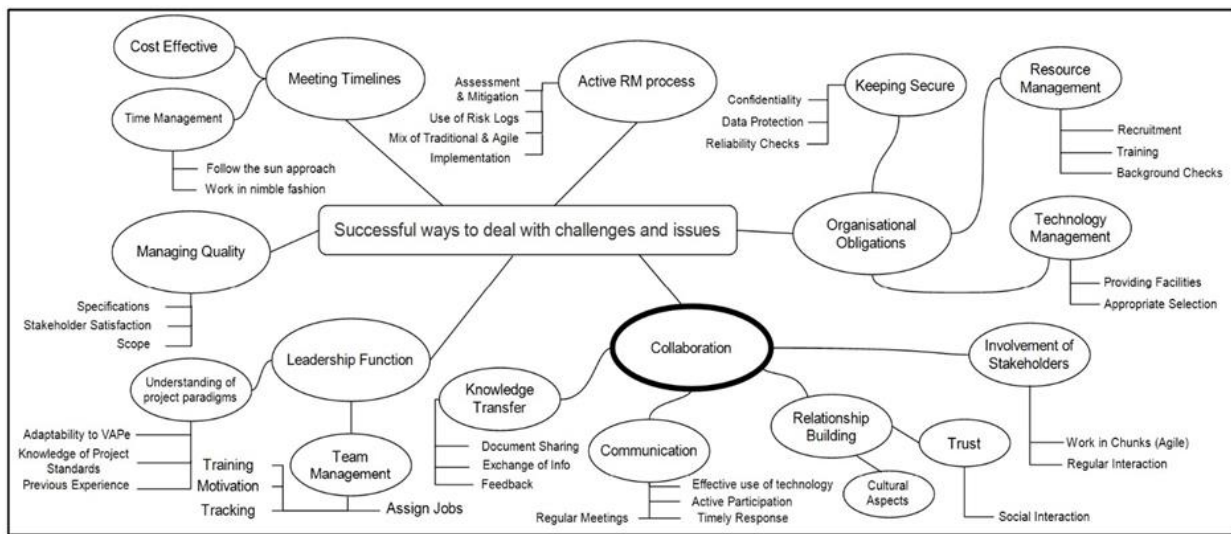 Cost Effective
Meeting Timelines
Time Management
Follow the sun approach
Work in nimble fashion
Active RM process
Assessment
& Mitigation
Use of Risk Logs
Mix of Traditional & Agile
Implementation
Keeping Secure
Confidentiality
Data Protection
Reliability Checks
Resource
Management
Recruitment
Training
Background Checks
Successful ways to deal with challenges and issues
Organisational
Obligations
Technology
Management
Providing Facilities
Appropriate Selection
Managing Quality
Specifications
Stakeholder Satisfaction
Scope
Leadership Function
Understanding of
project paradigms
Adaptability to VAPe
Knowledge of Project
Standards
Previous Experience
Team
Management
Training
Motivation
Tracking
Assign Jobs
Collaboration
Knowledge
Transfer
Document Sharing
Exchange of Info
Feedback
Communication
Effective use of technology
Active Participation
Regular Meetings
Timely Response
Relationship
Building
Cultural
Aspects
Trust
Social Interaction
Involvement of
Stakeholders
Work in Chunks (Agile)
Regular Interaction